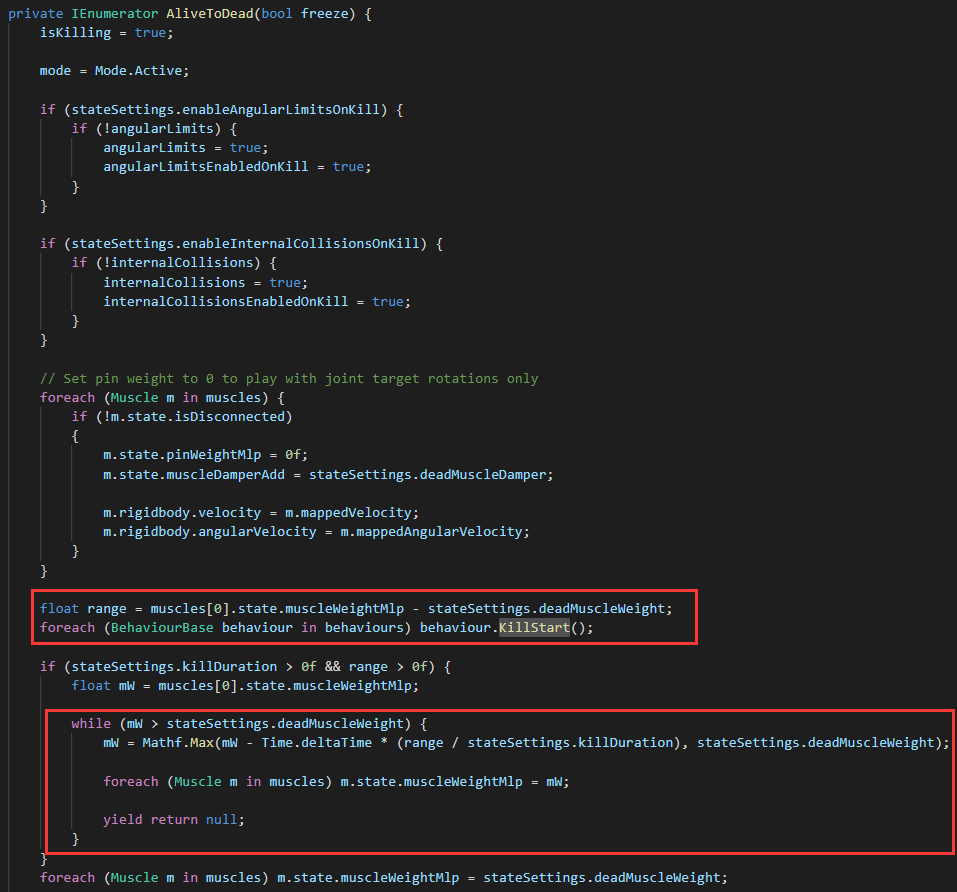 private IEnumerator AliveToDead(bool freeze) {
isKilling = true;
mode = Mode.Active;
if (stateSettings.enableAngularLimitsOnKill) {
if (!angularLimits) {
angularLimits = true;
angularLimitsEnabledOnKill = true;
}
}
if (stateSettings.enableInternalCollisionsOnKill) {
if (!internalCollisions) {
internalCollisions = true;
internalCollisionsEnabledOnKill = true;
}
}
// Set pin weight to 0 to play with joint target rotations only
foreach (Muscle m in muscles) {
if (!m.state.isDisconnected)
{
m.state.pinWeightMlp = 0f;
m.state.muscleDamperAdd = stateSettings.deadMuscleDamper;
m.rigidbody.velocity = m.mappedVelocity;
m.rigidbody.angularVelocity = m.mappedAngularVelocity;
}
}
float range = muscles[0].state.muscleWeightMlp - stateSettings.deadMuscleWeight;
foreach (BehaviourBase behaviour in behaviours) behaviour.KillStart();
if (stateSettings.killDuration > 0f && range > 0f) {
float mW = muscles[0].state.muscleWeightMlp;
while (mW > stateSettings.deadMuscleWeight) {
mW = Mathf.Max(mW - Time.deltaTime * (range / stateSettings.killDuration), stateSettings.deadMuscleWeight);
foreach (Muscle m in muscles) m.state.muscleWeightMlp = mW;
yield return null;
}
}
foreach (Muscle m in muscles) m.state.muscleWeightMlp = stateSettings.deadMuscleWeight;